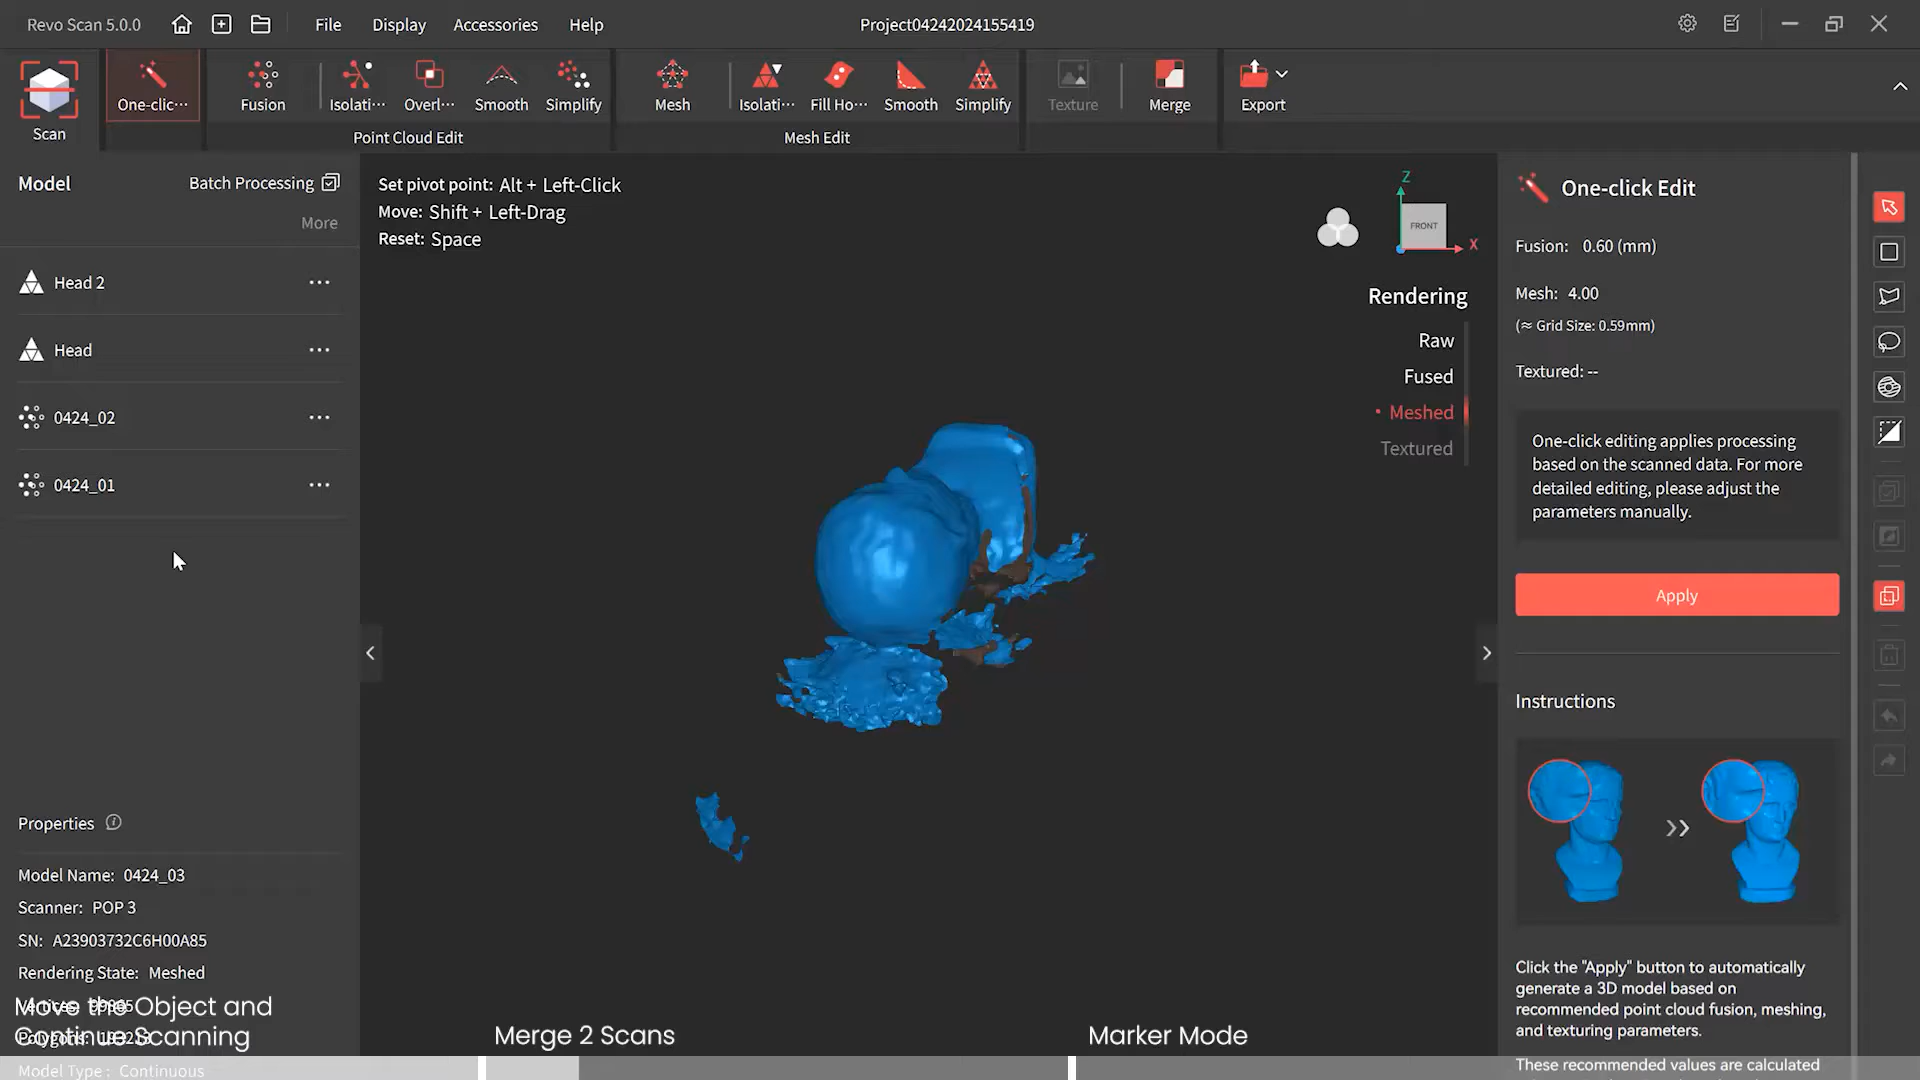 Revo Scan 5.0.0
File
Display
Accessories
Help
Project04242024155419
Scan
One-clic···
Fusion
Isolati···
Overl···
Smooth
Simplify
Point Cloud Edit
Mesh
Isolati···
Fill Ho···
Smooth
Simplify
Mesh Edit
Texture
Merge
Export
Model
Batch Processing
More
Head 2
Head
0424_02
0424_01
Properties
Model Name: 0424_03
Scanner: POP 3
SN: A23903732C6H00A85
Rendering State: Meshed
Model Type : Continuous
Move the Object and
Continue Scanning
Merge 2 Scans
Marker Mode
Set pivot point: Alt + Left-Click
Move: Shift + Left-Drag
Reset: Space
Z
FRONT
X
Rendering
Raw
Fused
Meshed
Textured
One-click Edit
Fusion: 0.60 (mm)
Mesh: 4.00
(≈ Grid Size: 0.59mm)
Textured: --
One-click editing applies processing
based on the scanned data. For more
detailed editing, please adjust the
parameters manually.
Apply
Instructions
Click the "Apply" button to automatically
generate a 3D model based on
recommended point cloud fusion, meshing,
and texturing parameters.
These recommended values are calculated